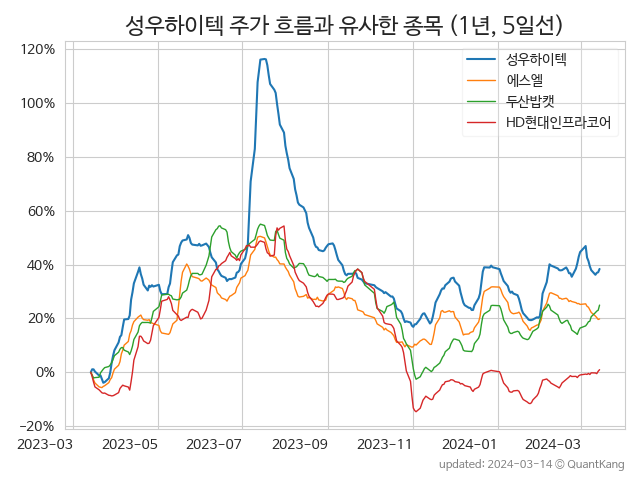 성우하이텍 주가 흐름과 유사한 종목 (1년, 5일선)
120%
100%
80%
60%
40%
20%
0%
−20%
성우하이텍
에스엘
두산밥캣
HD현대인프라코어
2023-03 2023-05 2023-07 2023-09 2023-11 2024-01 2024-03
updated: 2024-03-14 © QuantKang